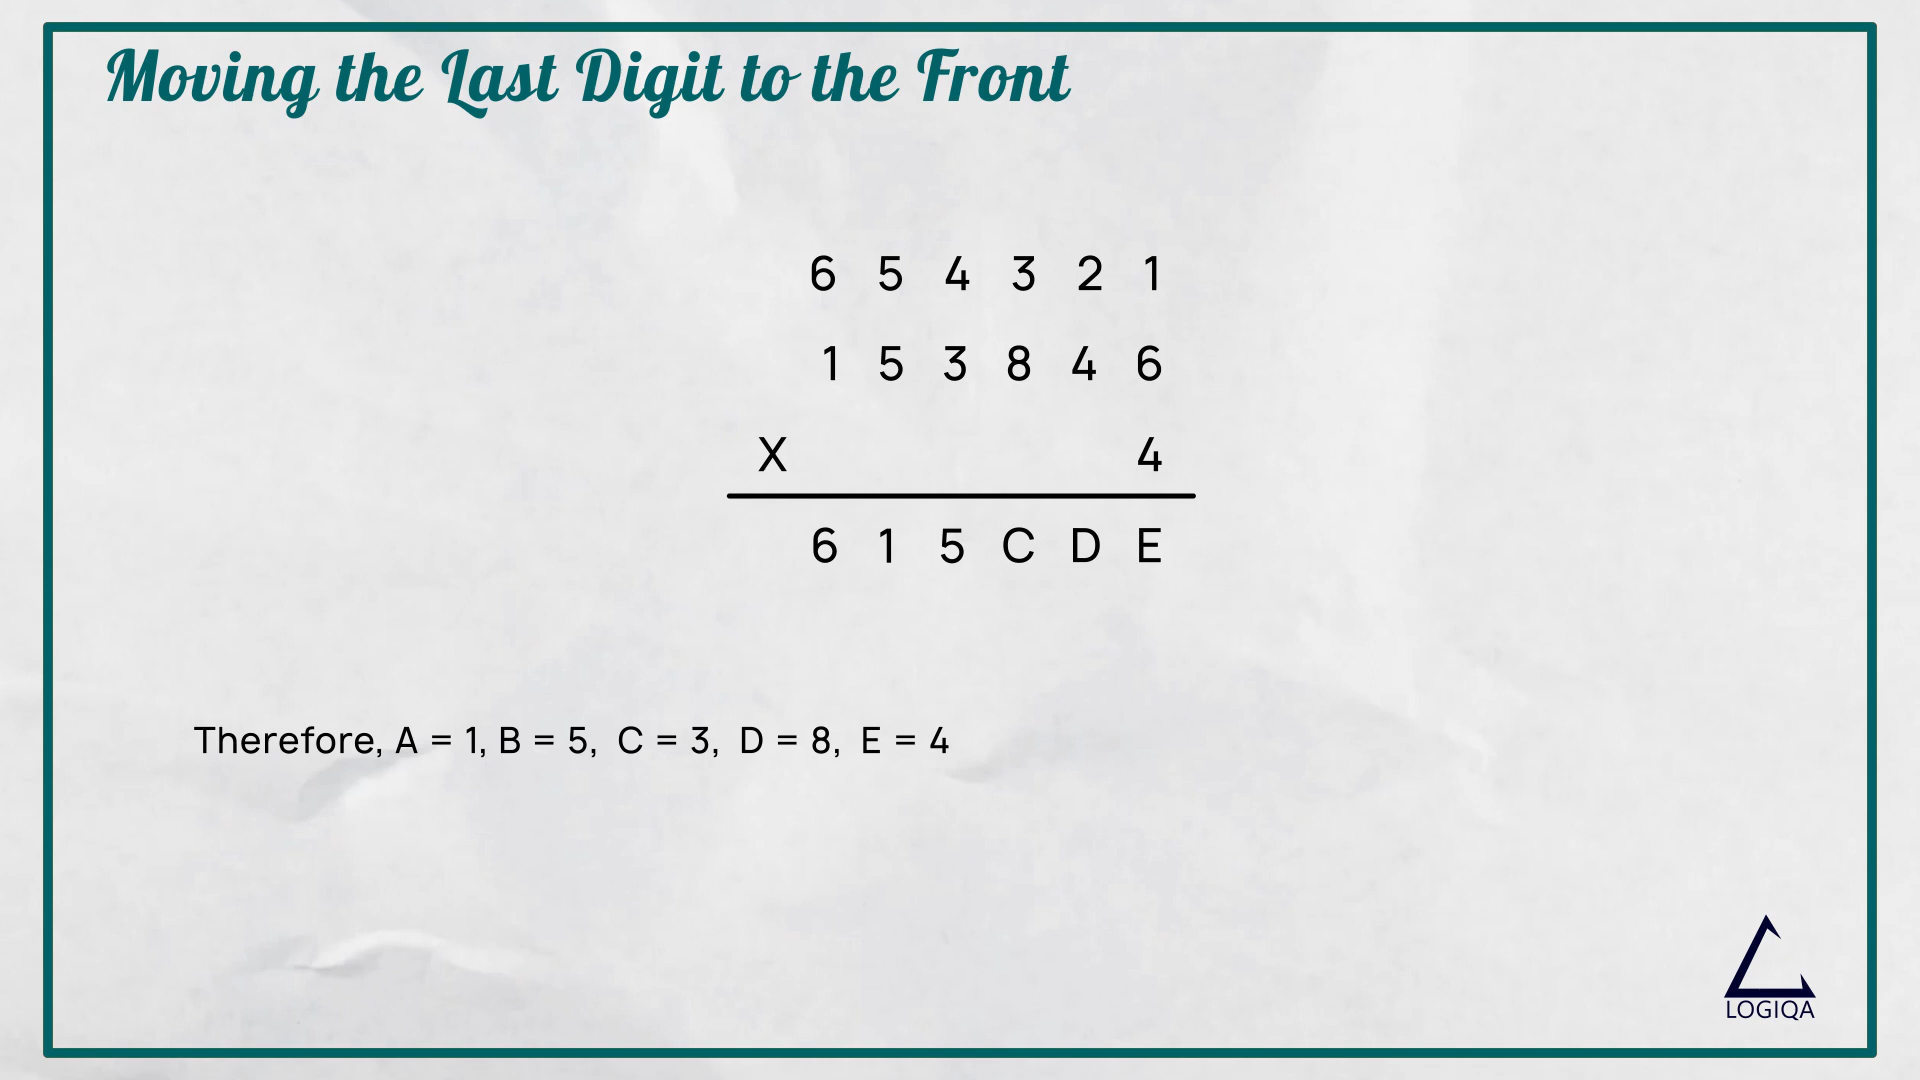 Moving the Last Digit to the Front
6 5 4 3 2 1
1 5 3 8 4 6
X 4
6 1 5 C D E
Therefore, A = 1, B = 5, C = 3, D = 8, E = 4
LOGIQA